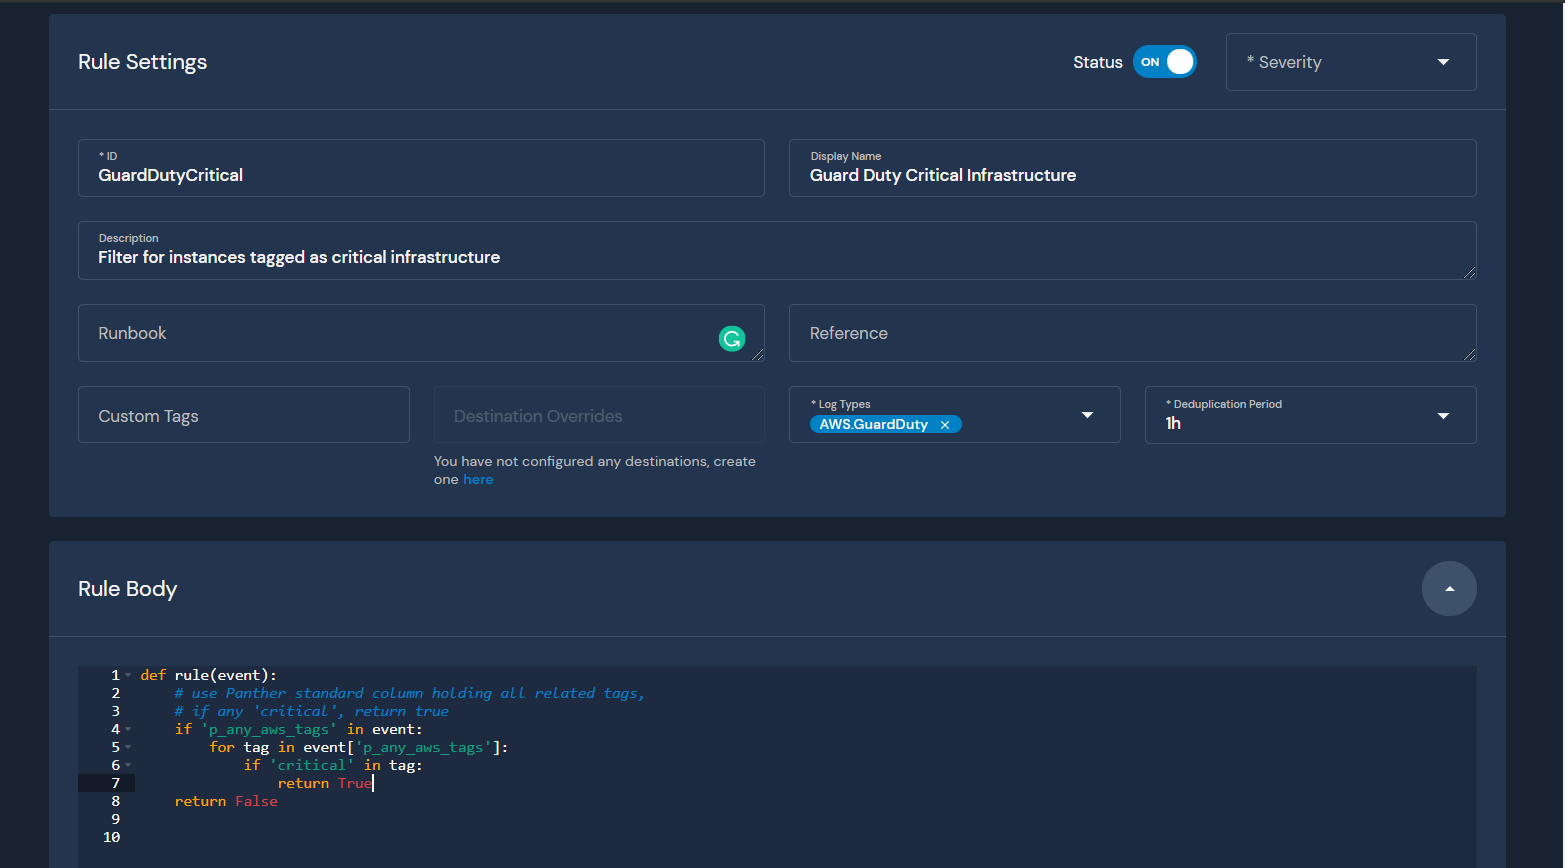 Rule Settings
Status ON
* Severity
* ID
GuardDutyCritical
Display Name
Guard Duty Critical Infrastructure
Description
Filter for instances tagged as critical infrastructure
Runbook
Reference
Custom Tags
Destination Overrides
You have not configured any destinations, create
one here
* Log Types
AWS.GuardDuty ×
* Deduplication Period
1h
Rule Body
1 def rule(event):
2     # use Panther standard column holding all related tags,
3     # if any 'critical', return true
4     if 'p_any_aws_tags' in event:
5         for tag in event['p_any_aws_tags']:
6             if 'critical' in tag:
7                 return True
8     return False
9
10